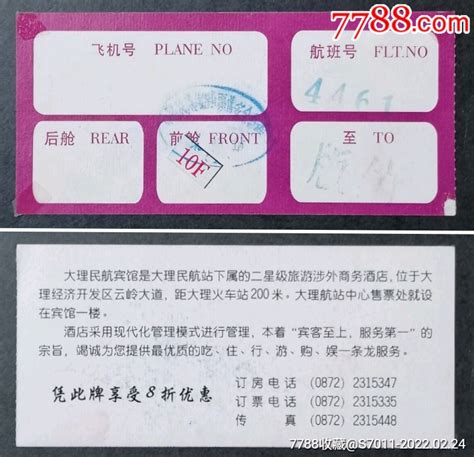 7788.com
飞机号 PLANE NO
航班号 FLT.NO
4461
后舱 REAR
前舱 FRONT
至 TO
10F
大理民航宾馆是大理民航站下属的二星级旅游涉外商务酒店，位于大
理经济开发区云岭大道，距大理火车站200米。大理航站中心售票处就设
在宾馆一楼。
酒店采用现代化管理模式进行管理，本着“宾客至上，服务第一”的
宗旨，竭诚为您提供最优质的吃、住、行、游、购、娱一条龙服务。
凭此牌享受8折优惠
订房电话 (0872) 2315347
订票电话 (0872) 2315335
传 真 (0872) 2315448
7788收藏@S7011-2022.02.24